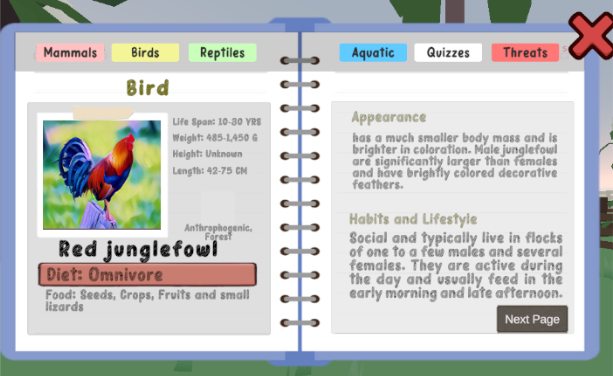 Mammals Birds Reptiles
Bird
Life Span: 10-30 YRS
Weight: 485-1,450 G
Height: Unknown
Length: 42-75 CM
Anthrophogenic,
Forest
Red junglefowl
Diet: Omnivore
Food: Seeds, Crops, Fruits and small
lizards
Aquatic Quizzes Threats
Appearance
has a much smaller body mass and is
brighter in coloration. Male junglefowl
are significantly larger than females
and have brightly colored decorative
feathers.
Habits and Lifestyle
Social and typically live in flocks
of one to a few males and several
females. They are active during
the day and usually feed in the
early morning and late afternoon.
Next Page